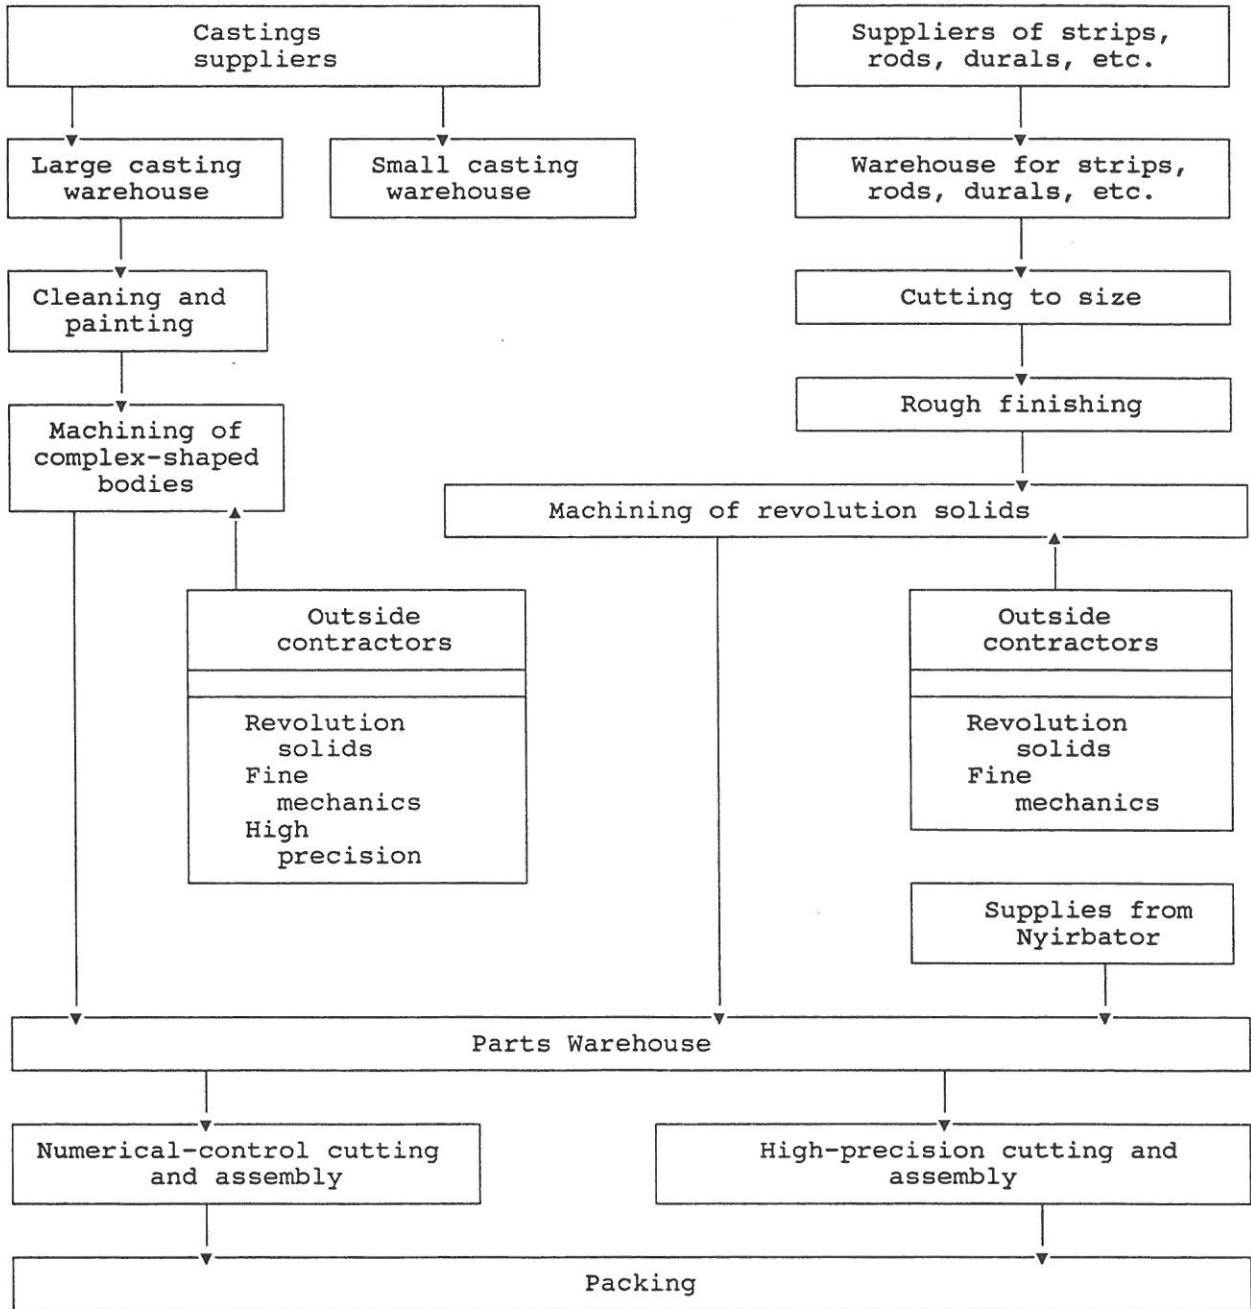 Castings
suppliers
Suppliers of strips,
rods, durals, etc.
Large casting
warehouse
Small casting
warehouse
Warehouse for strips,
rods, durals, etc.
Cleaning and
painting
Cutting to size
Rough finishing
Machining of
complex-shaped
bodies
Machining of revolution solids
Outside
contractors
Revolution
solids
Fine
mechanics
High
precision
Outside
contractors
Revolution
solids
Fine
mechanics
Supplies from
Nyirbator
Parts Warehouse
Numerical-control cutting
and assembly
High-precision cutting and
assembly
Packing